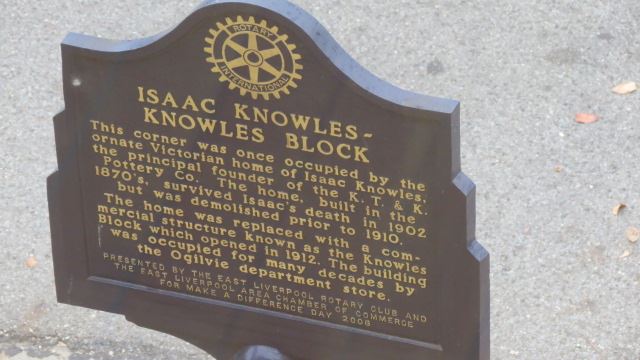 ROTARY
INTERNATIONAL
ISAAC KNOWLES-
KNOWLES BLOCK
This corner was once occupied by the
ornate Victorian home of Isaac Knowles,
the principal founder of the K. T. & K.
Pottery Co. The home, built in the
1870's, survived Isaac's death in 1902
but was demolished prior to 1910.
The home was replaced with a com-
mercial structure known as the Knowles
Block which opened in 1912. The building
was occupied for many decades by
the Ogilvie department store.
PRESENTED BY THE EAST LIVERPOOL ROTARY CLUB AND
THE EAST LIVERPOOL AREA CHAMBER OF COMMERCE
FOR MAKE A DIFFERENCE DAY 2006